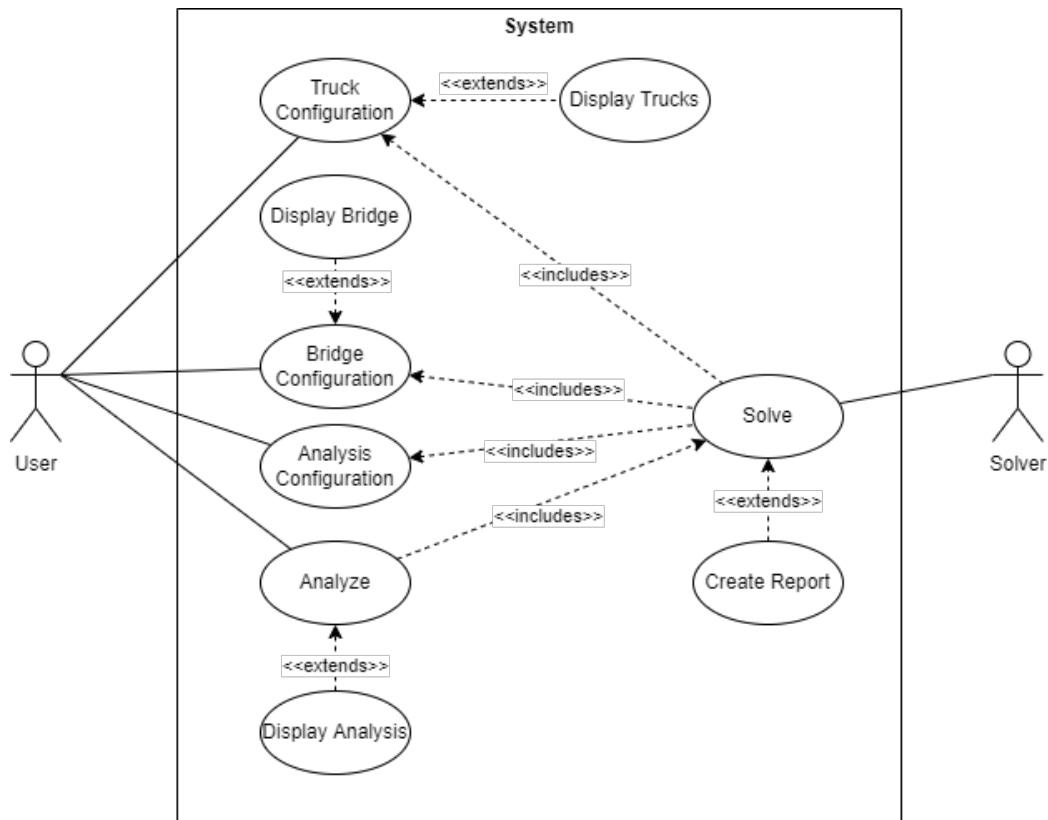 System
Truck
Configuration
<<extends>>
Display Trucks
Display Bridge
<<extends>>
<<includes>>
Bridge
Configuration
<<includes>>
Solve
Analysis
Configuration
<<includes>>
User
Solver
<<extends>>
<<includes>>
Analyze
Create Report
<<extends>>
Display Analysis